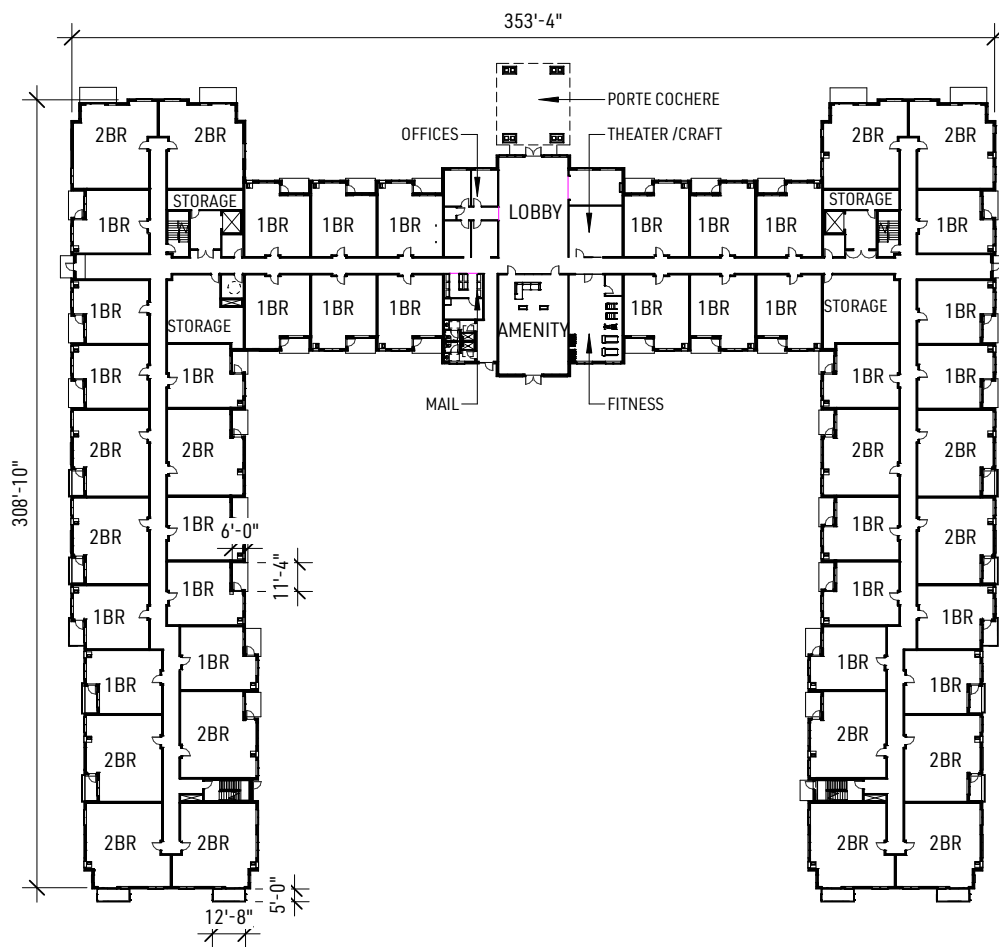 353'-4"
PORTE COCHERE
OFFICES
THEATER /CRAFT
2BR
2BR
2BR
2BR
STORAGE
STORAGE
1BR
1BR
1BR
1BR
LOBBY
1BR
1BR
1BR
1BR
1BR
1BR
1BR
1BR
1BR
1BR
1BR
1BR
STORAGE
STORAGE
AMENITY
1BR
1BR
1BR
1BR
MAIL
FITNESS
2BR
2BR
2BR
2BR
308'-10"
1BR
1BR
6'-0"
2BR
2BR
11'-4"
1BR
1BR
1BR
1BR
1BR
1BR
1BR
1BR
2BR
2BR
2BR
2BR
2BR
2BR
2BR
2BR
5'-0"
12'-8"